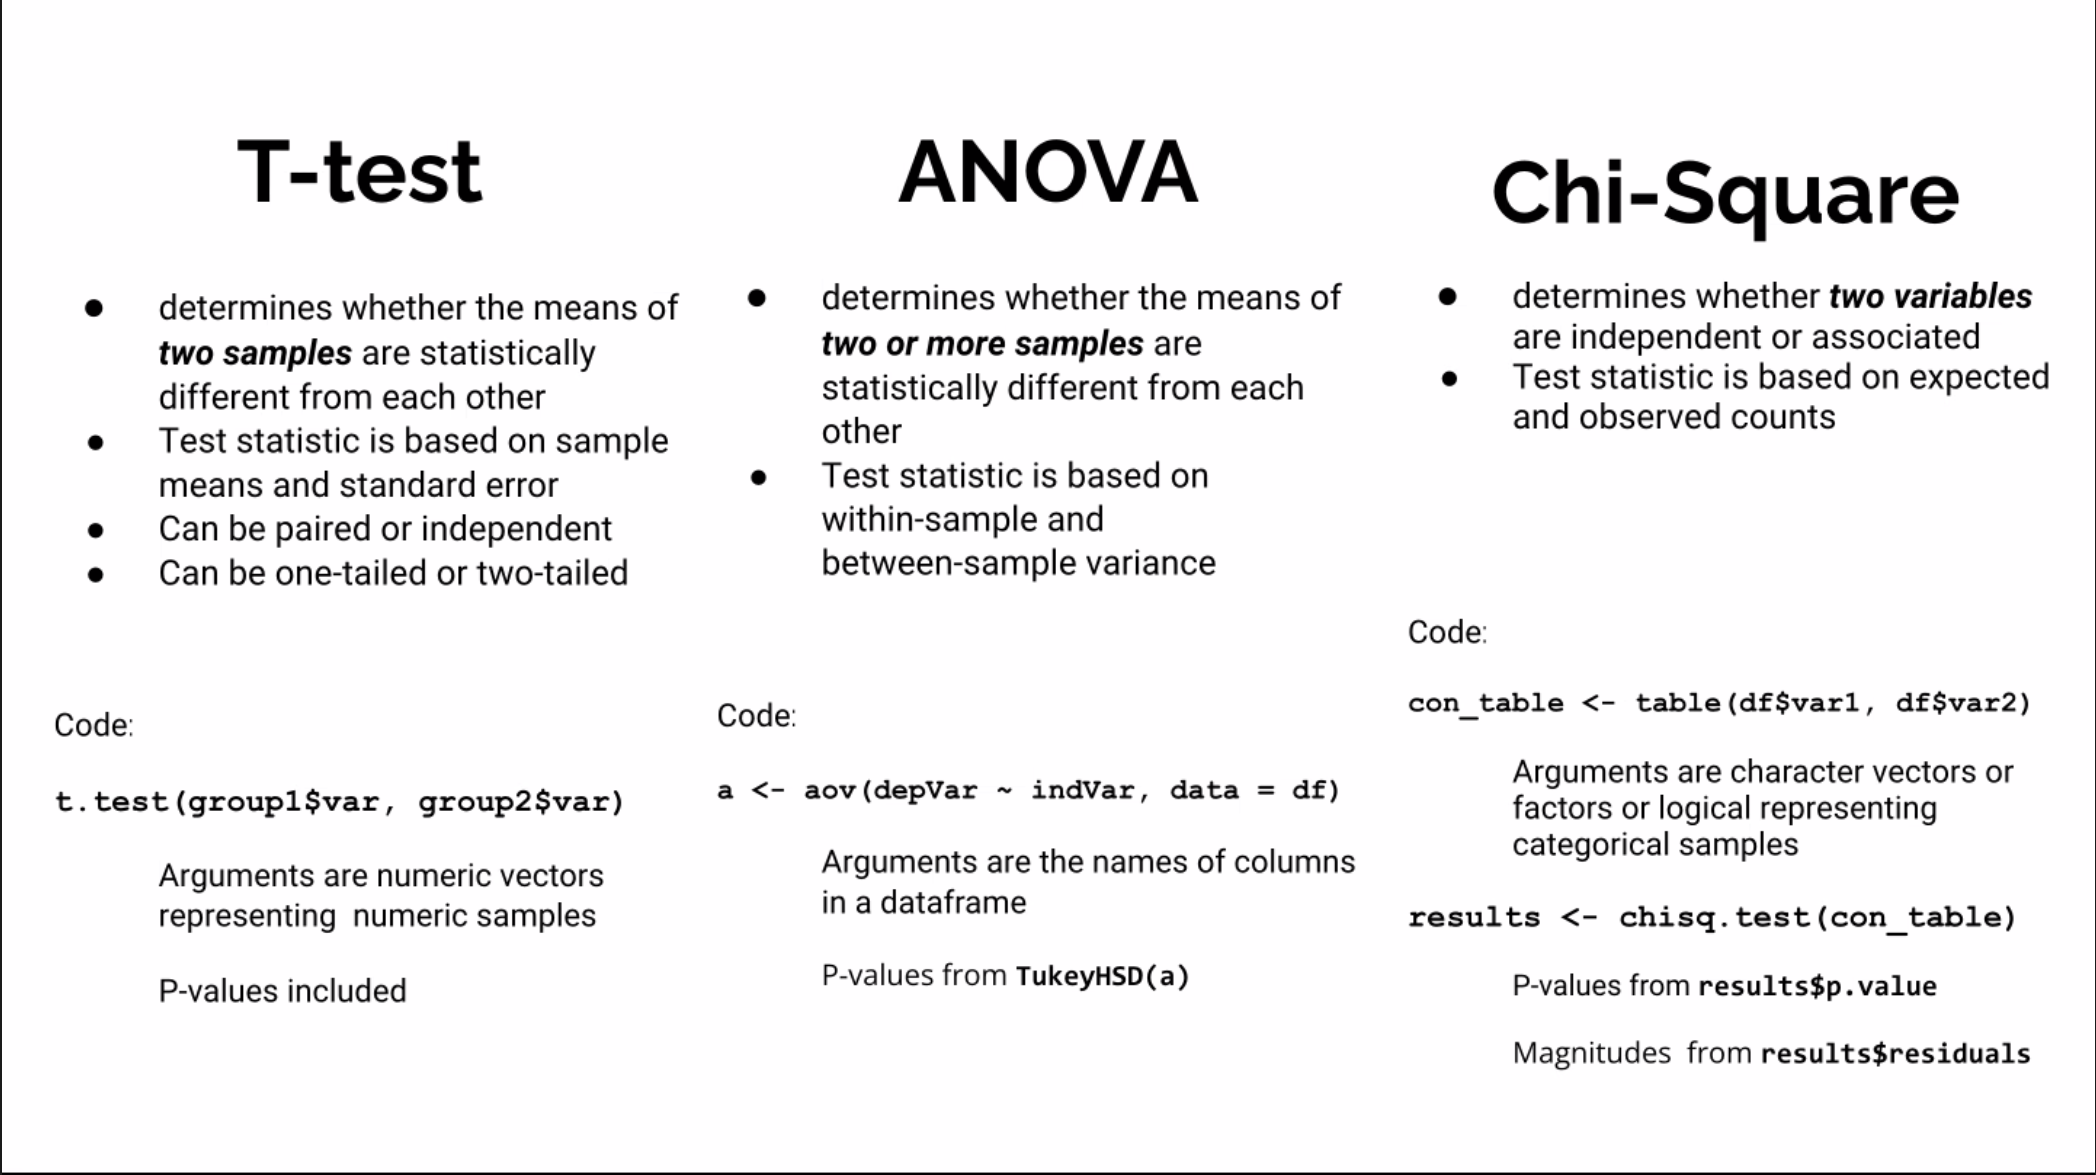 T-test
● determines whether the means of
two samples are statistically
different from each other
● Test statistic is based on sample
means and standard error
● Can be paired or independent
● Can be one-tailed or two-tailed
Code:
t.test(group1$var, group2$var)
Arguments are numeric vectors
representing  numeric samples
P-values included
ANOVA
● determines whether the means of
two or more samples are
statistically different from each
other
● Test statistic is based on
within-sample and
between-sample variance
Code:
a <- aov(depVar ~ indVar, data = df)
Arguments are the names of columns
in a dataframe
P-values from TukeyHSD(a)
Chi-Square
● determines whether two variables
are independent or associated
● Test statistic is based on expected
and observed counts
Code:
con_table <- table(df$var1, df$var2)
Arguments are character vectors or
factors or logical representing
categorical samples
results <- chisq.test(con_table)
P-values from results$p.value
Magnitudes  from results$residuals